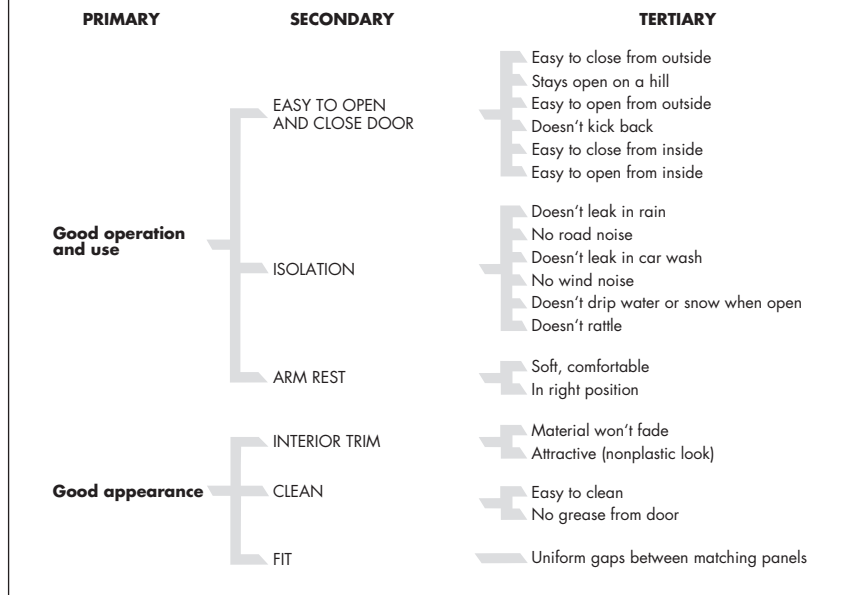 PRIMARY SECONDARY TERTIARY
EASY TO OPEN
AND CLOSE DOOR
Easy to close from outside
Stays open on a hill
Easy to open from outside
Doesn't kick back
Easy to close from inside
Easy to open from inside
Good operation
and use
ISOLATION
Doesn't leak in rain
No road noise
Doesn't leak in car wash
No wind noise
Doesn't drip water or snow when open
Doesn't rattle
ARM REST
Soft, comfortable
In right position
Good appearance
INTERIOR TRIM
Material won't fade
Attractive (nonplastic look)
CLEAN
Easy to clean
No grease from door
FIT
Uniform gaps between matching panels